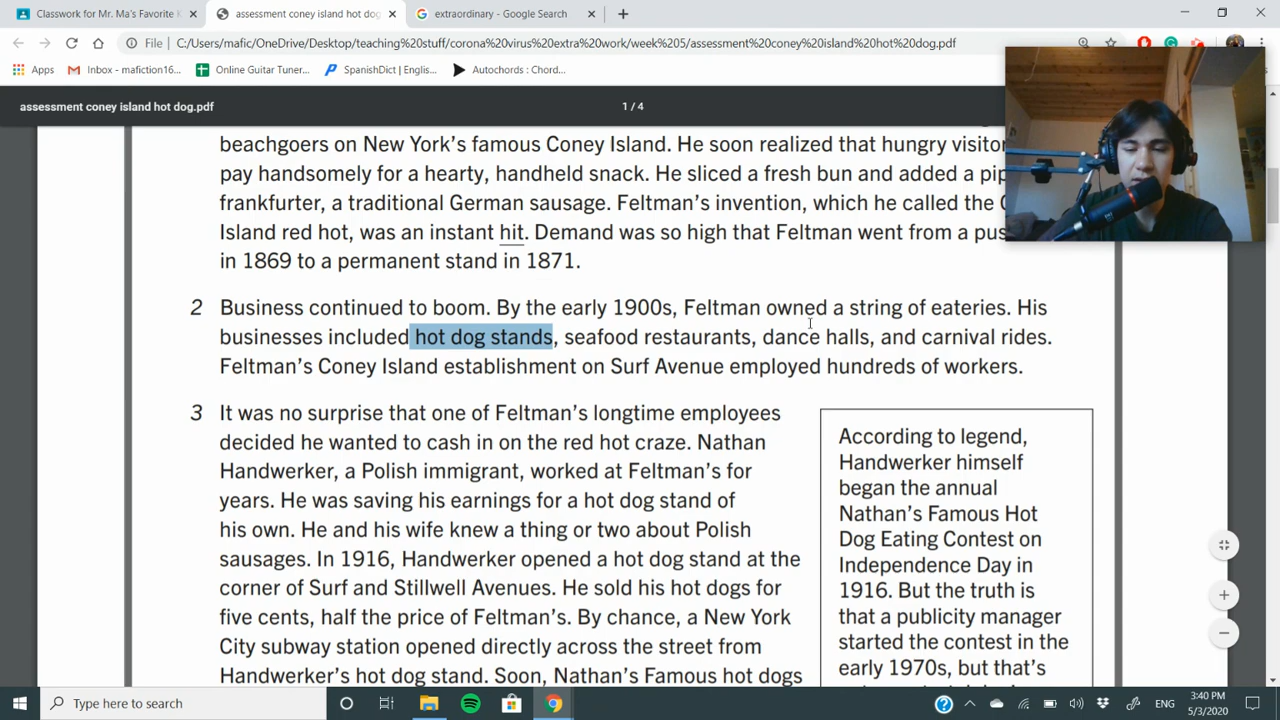 Classwork for Mr. Ma's Favorite
assessment coney island hot dog
extraordinary - Google Search
File
C:/Users/mafic/OneDrive/Desktop/teaching%20stuff/corona%20virus%20extra%20work/week%205/assessment%20coney%20island%20hot%20dog.pdf
Apps
Inbox - mafiction16...
Online Guitar Tuner...
SpanishDict | Englis...
Autochords : Chord...
assessment coney island hot dog.pdf
1 / 4
beachgoers on New York's famous Coney Island. He soon realized that hungry visitor
pay handsomely for a hearty, handheld snack. He sliced a fresh bun and added a pip
frankfurter, a traditional German sausage. Feltman's invention, which he called the
Island red hot, was an instant hit. Demand was so high that Feltman went from a pus
in 1869 to a permanent stand in 1871.
2 Business continued to boom. By the early 1900s, Feltman owned a string of eateries. His
businesses included hot dog stands, seafood restaurants, dance halls, and carnival rides.
Feltman's Coney Island establishment on Surf Avenue employed hundreds of workers.
3 It was no surprise that one of Feltman's longtime employees
decided he wanted to cash in on the red hot craze. Nathan
Handwerker, a Polish immigrant, worked at Feltman's for
years. He was saving his earnings for a hot dog stand of
his own. He and his wife knew a thing or two about Polish
sausages. In 1916, Handwerker opened a hot dog stand at the
corner of Surf and Stillwell Avenues. He sold his hot dogs for
five cents, half the price of Feltman's. By chance, a New York
City subway station opened directly across the street from
Handwerker's hot dog stand. Soon, Nathan's Famous hot dogs
According to legend,
Handwerker himself
began the annual
Nathan's Famous Hot
Dog Eating Contest on
Independence Day in
1916. But the truth is
that a publicity manager
started the contest in the
early 1970s, but that's
Type here to search
ENG
3:40 PM
5/3/2020